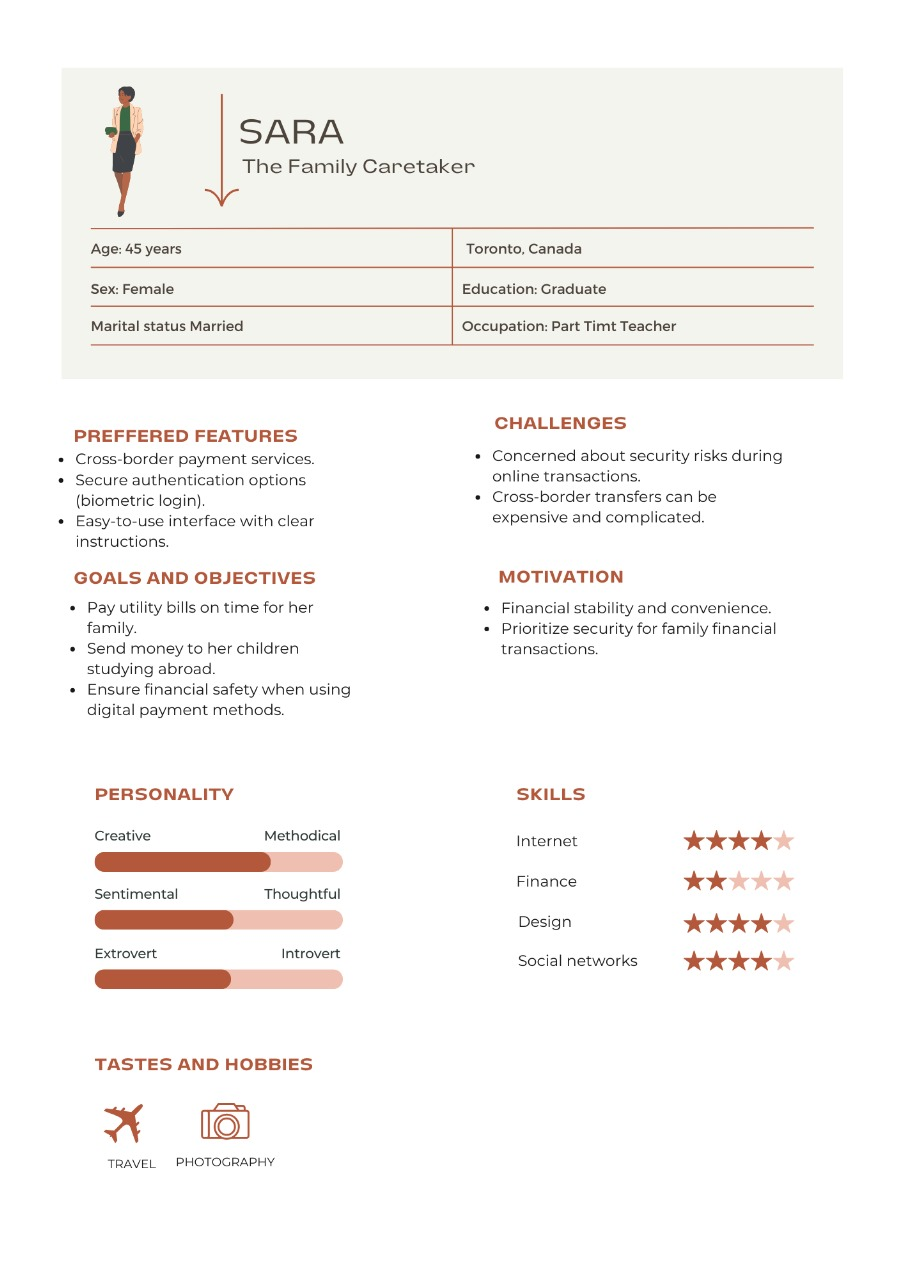 SARA
The Family Caretaker
Age: 45 years
Toronto, Canada
Sex: Female
Education: Graduate
Marital status Married
Occupation: Part Timt Teacher
PREFFERED FEATURES
• Cross-border payment services.
• Secure authentication options
(biometric login).
• Easy-to-use interface with clear
instructions.
CHALLENGES
• Concerned about security risks during
online transactions.
• Cross-border transfers can be
expensive and complicated.
GOALS AND OBJECTIVES
• Pay utility bills on time for her
family.
• Send money to her children
studying abroad.
• Ensure financial safety when using
digital payment methods.
MOTIVATION
• Financial stability and convenience.
• Prioritize security for family financial
transactions.
PERSONALITY
Creative
Methodical
Sentimental
Thoughtful
Extrovert
Introvert
SKILLS
Internet
Finance
Design
Social networks
TASTES AND HOBBIES
TRAVEL
PHOTOGRAPHY